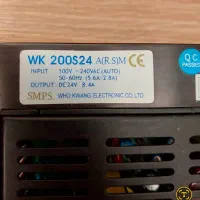 WK 200S24 A(R.S)M CE
INPUT : 100V ~ 240VAC (AUTO)
50-60Hz (5.6A/2.8A)
OUTPUT : DC 24V 8.4A
SMPS. WHO KWANG ELECTRONIC CO.,LTD.
QC
PASSED